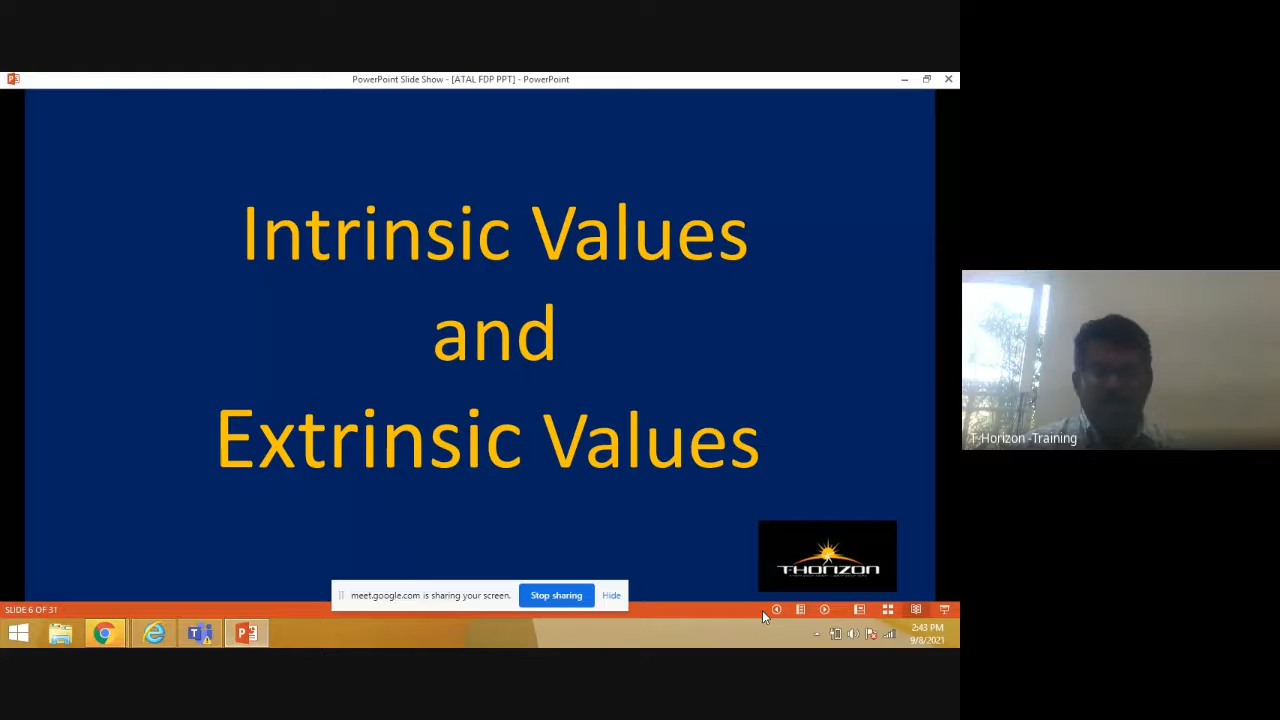 PowerPoint Slide Show - [ATAL FDP PPT] - PowerPoint
Intrinsic Values
and
Extrinsic Values
T-HORIZON
T-Horizon -Training
meet.google.com is sharing your screen.
Stop sharing
Hide
SLIDE 6 OF 31
2:43 PM
9/8/2021